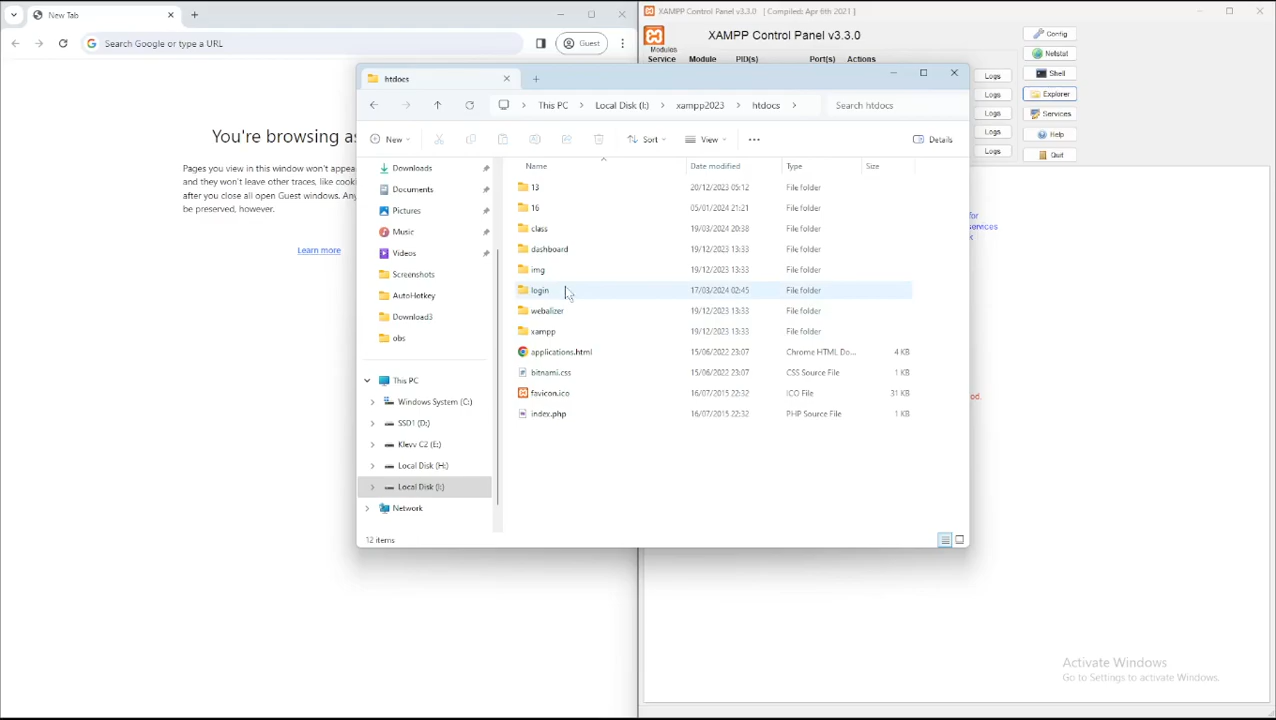 New Tab
Search Google or type a URL
Guest
You're browsing as
Pages you view in this window won't appea
and they won't leave other traces, like cook
after you close all open Guest windows. Any
be preserved, however.
Learn more
XAMPP Control Panel v3.3.0 [ Compiled: Apr 6th 2021 ]
XAMPP Control Panel v3.3.0
Modules
Service Module PID(s) Port(s) Actions
Logs
Logs
Logs
Logs
Logs
Config
Netstat
Shell
Explorer
Services
Help
Quit
for
services
k
od.
htdocs
This PC Local Disk (I:) xampp2023 htdocs
Search htdocs
New Sort View Details
Downloads
Documents
Pictures
Music
Videos
Screenshots
AutoHotkey
Download3
obs
This PC
Windows System (C:)
SSD1 (D:)
Klevv C2 (E:)
Local Disk (H:)
Local Disk (I:)
Network
Name Date modified Type Size
13 20/12/2023 05:12 File folder
16 05/01/2024 21:21 File folder
class 19/03/2024 20:38 File folder
dashboard 19/12/2023 13:33 File folder
img 19/12/2023 13:33 File folder
login 17/03/2024 02:45 File folder
webalizer 19/12/2023 13:33 File folder
xampp 19/12/2023 13:33 File folder
applications.html 15/06/2022 23:07 Chrome HTML Do... 4 KB
bitnami.css 15/06/2022 23:07 CSS Source File 1 KB
favicon.ico 16/07/2015 22:32 ICO File 31 KB
index.php 16/07/2015 22:32 PHP Source File 1 KB
12 items
Activate Windows
Go to Settings to activate Windows.